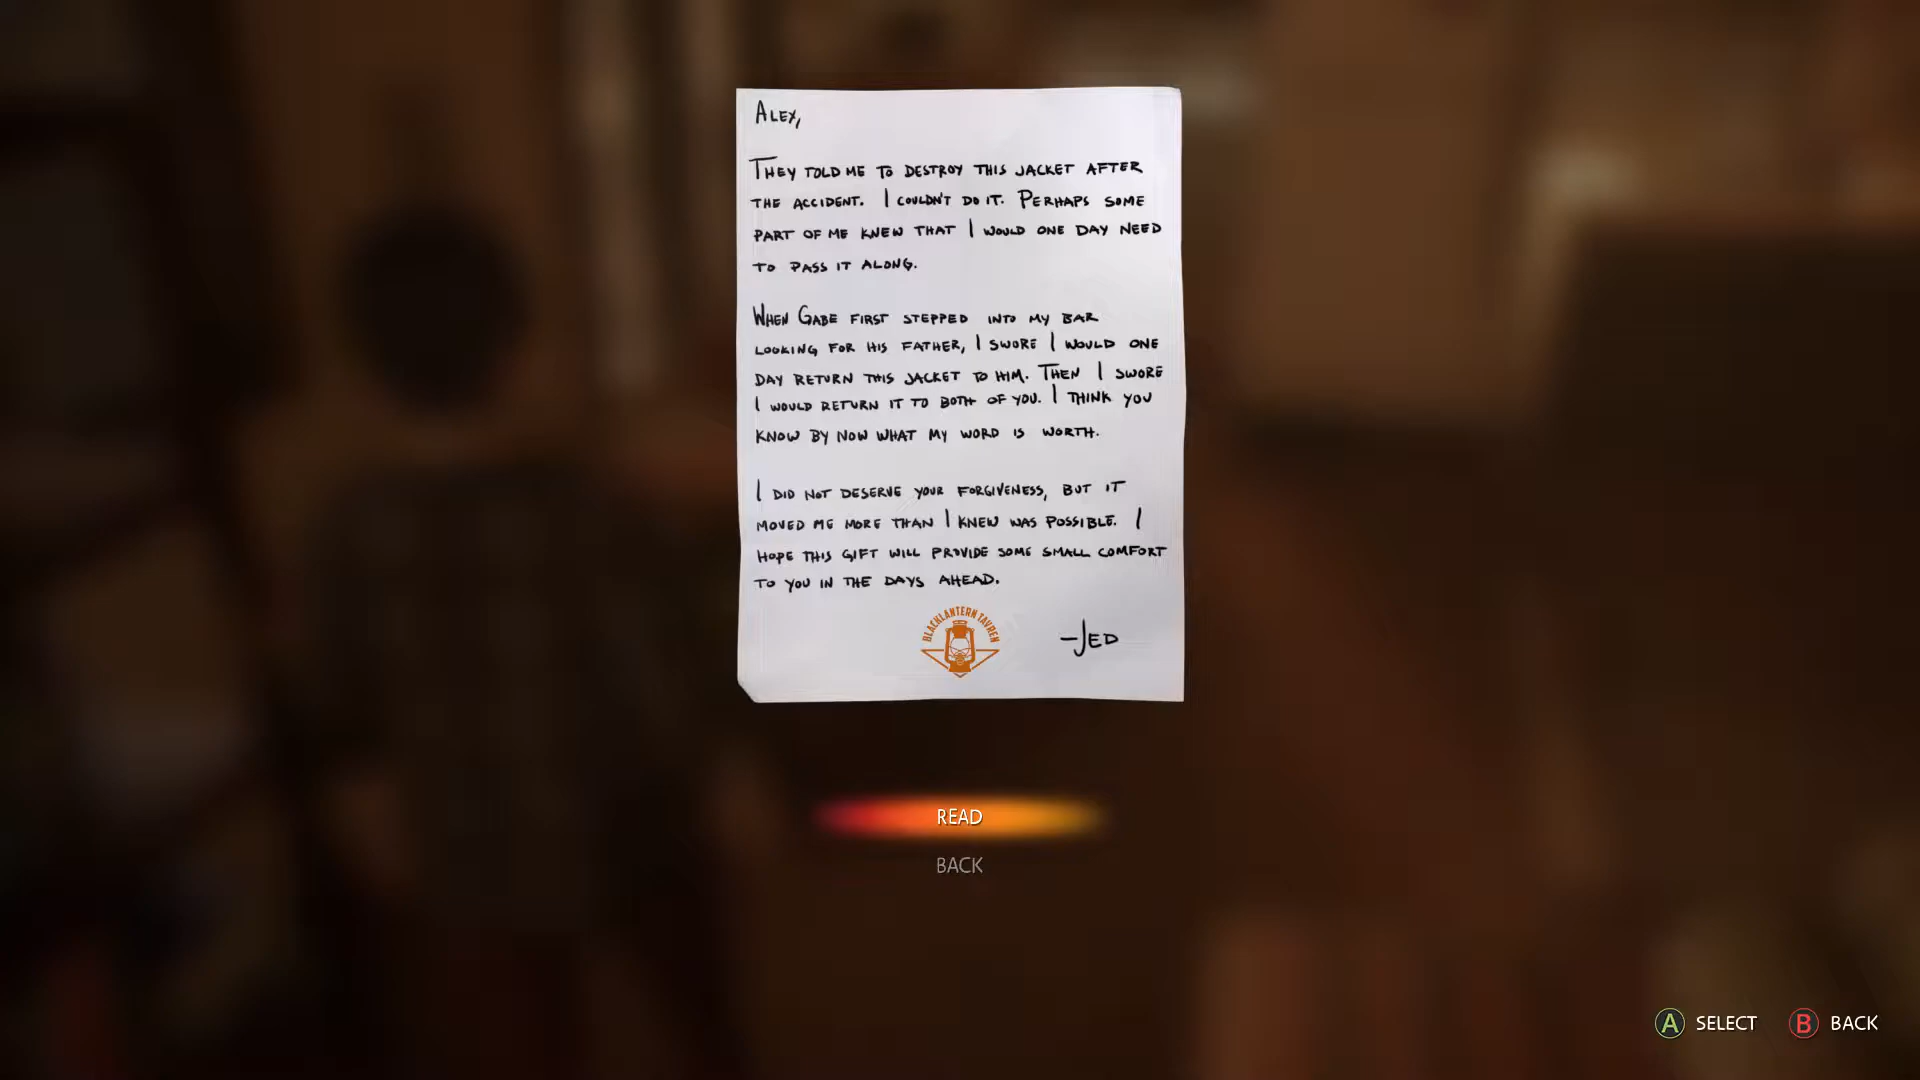 Alex,
They told me to destroy this jacket after
the accident. I couldn't do it. Perhaps some
part of me knew that I would one day need
to pass it along.
When Gabe first stepped into my bar
looking for his father, I swore I would one
day return this jacket to him. Then I swore
I would return it to both of you. I think you
know by now what my word is worth.
I did not deserve your forgiveness, but it
moved me more than I knew was possible. I
hope this gift will provide some small comfort
to you in the days ahead.
BLACKLANTERN TAVREN
-Jed
READ
BACK
A SELECT B BACK